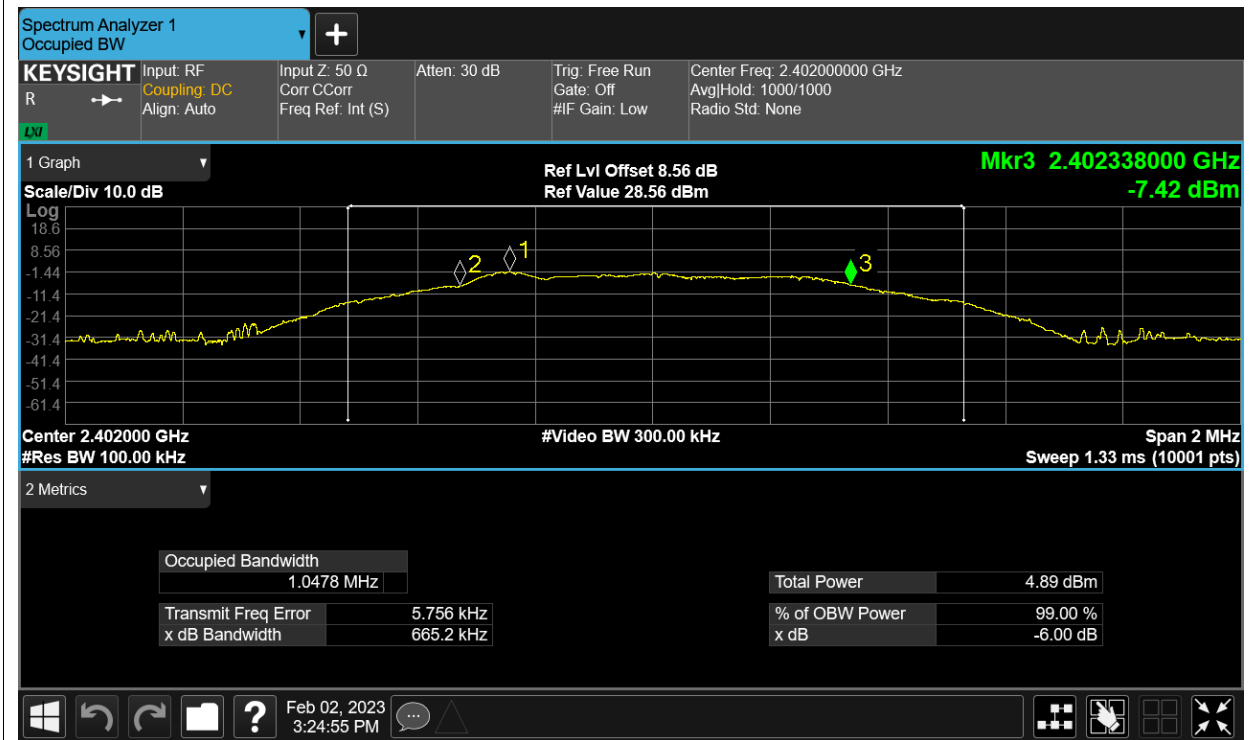 Spectrum Analyzer 1
Occupied BW
KEYSIGHT
R
LXI
Input: RF
Coupling: DC
Align: Auto
Input Z: 50 Ω
Corr CCorr
Freq Ref: Int (S)
Atten: 30 dB
Trig: Free Run
Gate: Off
#IF Gain: Low
Center Freq: 2.402000000 GHz
Avg|Hold: 1000/1000
Radio Std: None
1 Graph
Scale/Div 10.0 dB
Ref Lvl Offset 8.56 dB
Ref Value 28.56 dBm
Mkr3 2.402338000 GHz
-7.42 dBm
Log
18.6
8.56
-1.44
-11.4
-21.4
-31.4
-41.4
-51.4
-61.4
2
1
3
Center 2.402000 GHz
#Video BW 300.00 kHz
Span 2 MHz
#Res BW 100.00 kHz
Sweep 1.33 ms (10001 pts)
2 Metrics
Occupied Bandwidth
1.0478 MHz
Transmit Freq Error 5.756 kHz
x dB Bandwidth 665.2 kHz
Total Power 4.89 dBm
% of OBW Power 99.00 %
x dB -6.00 dB
?
Feb 02, 2023
3:24:55 PM